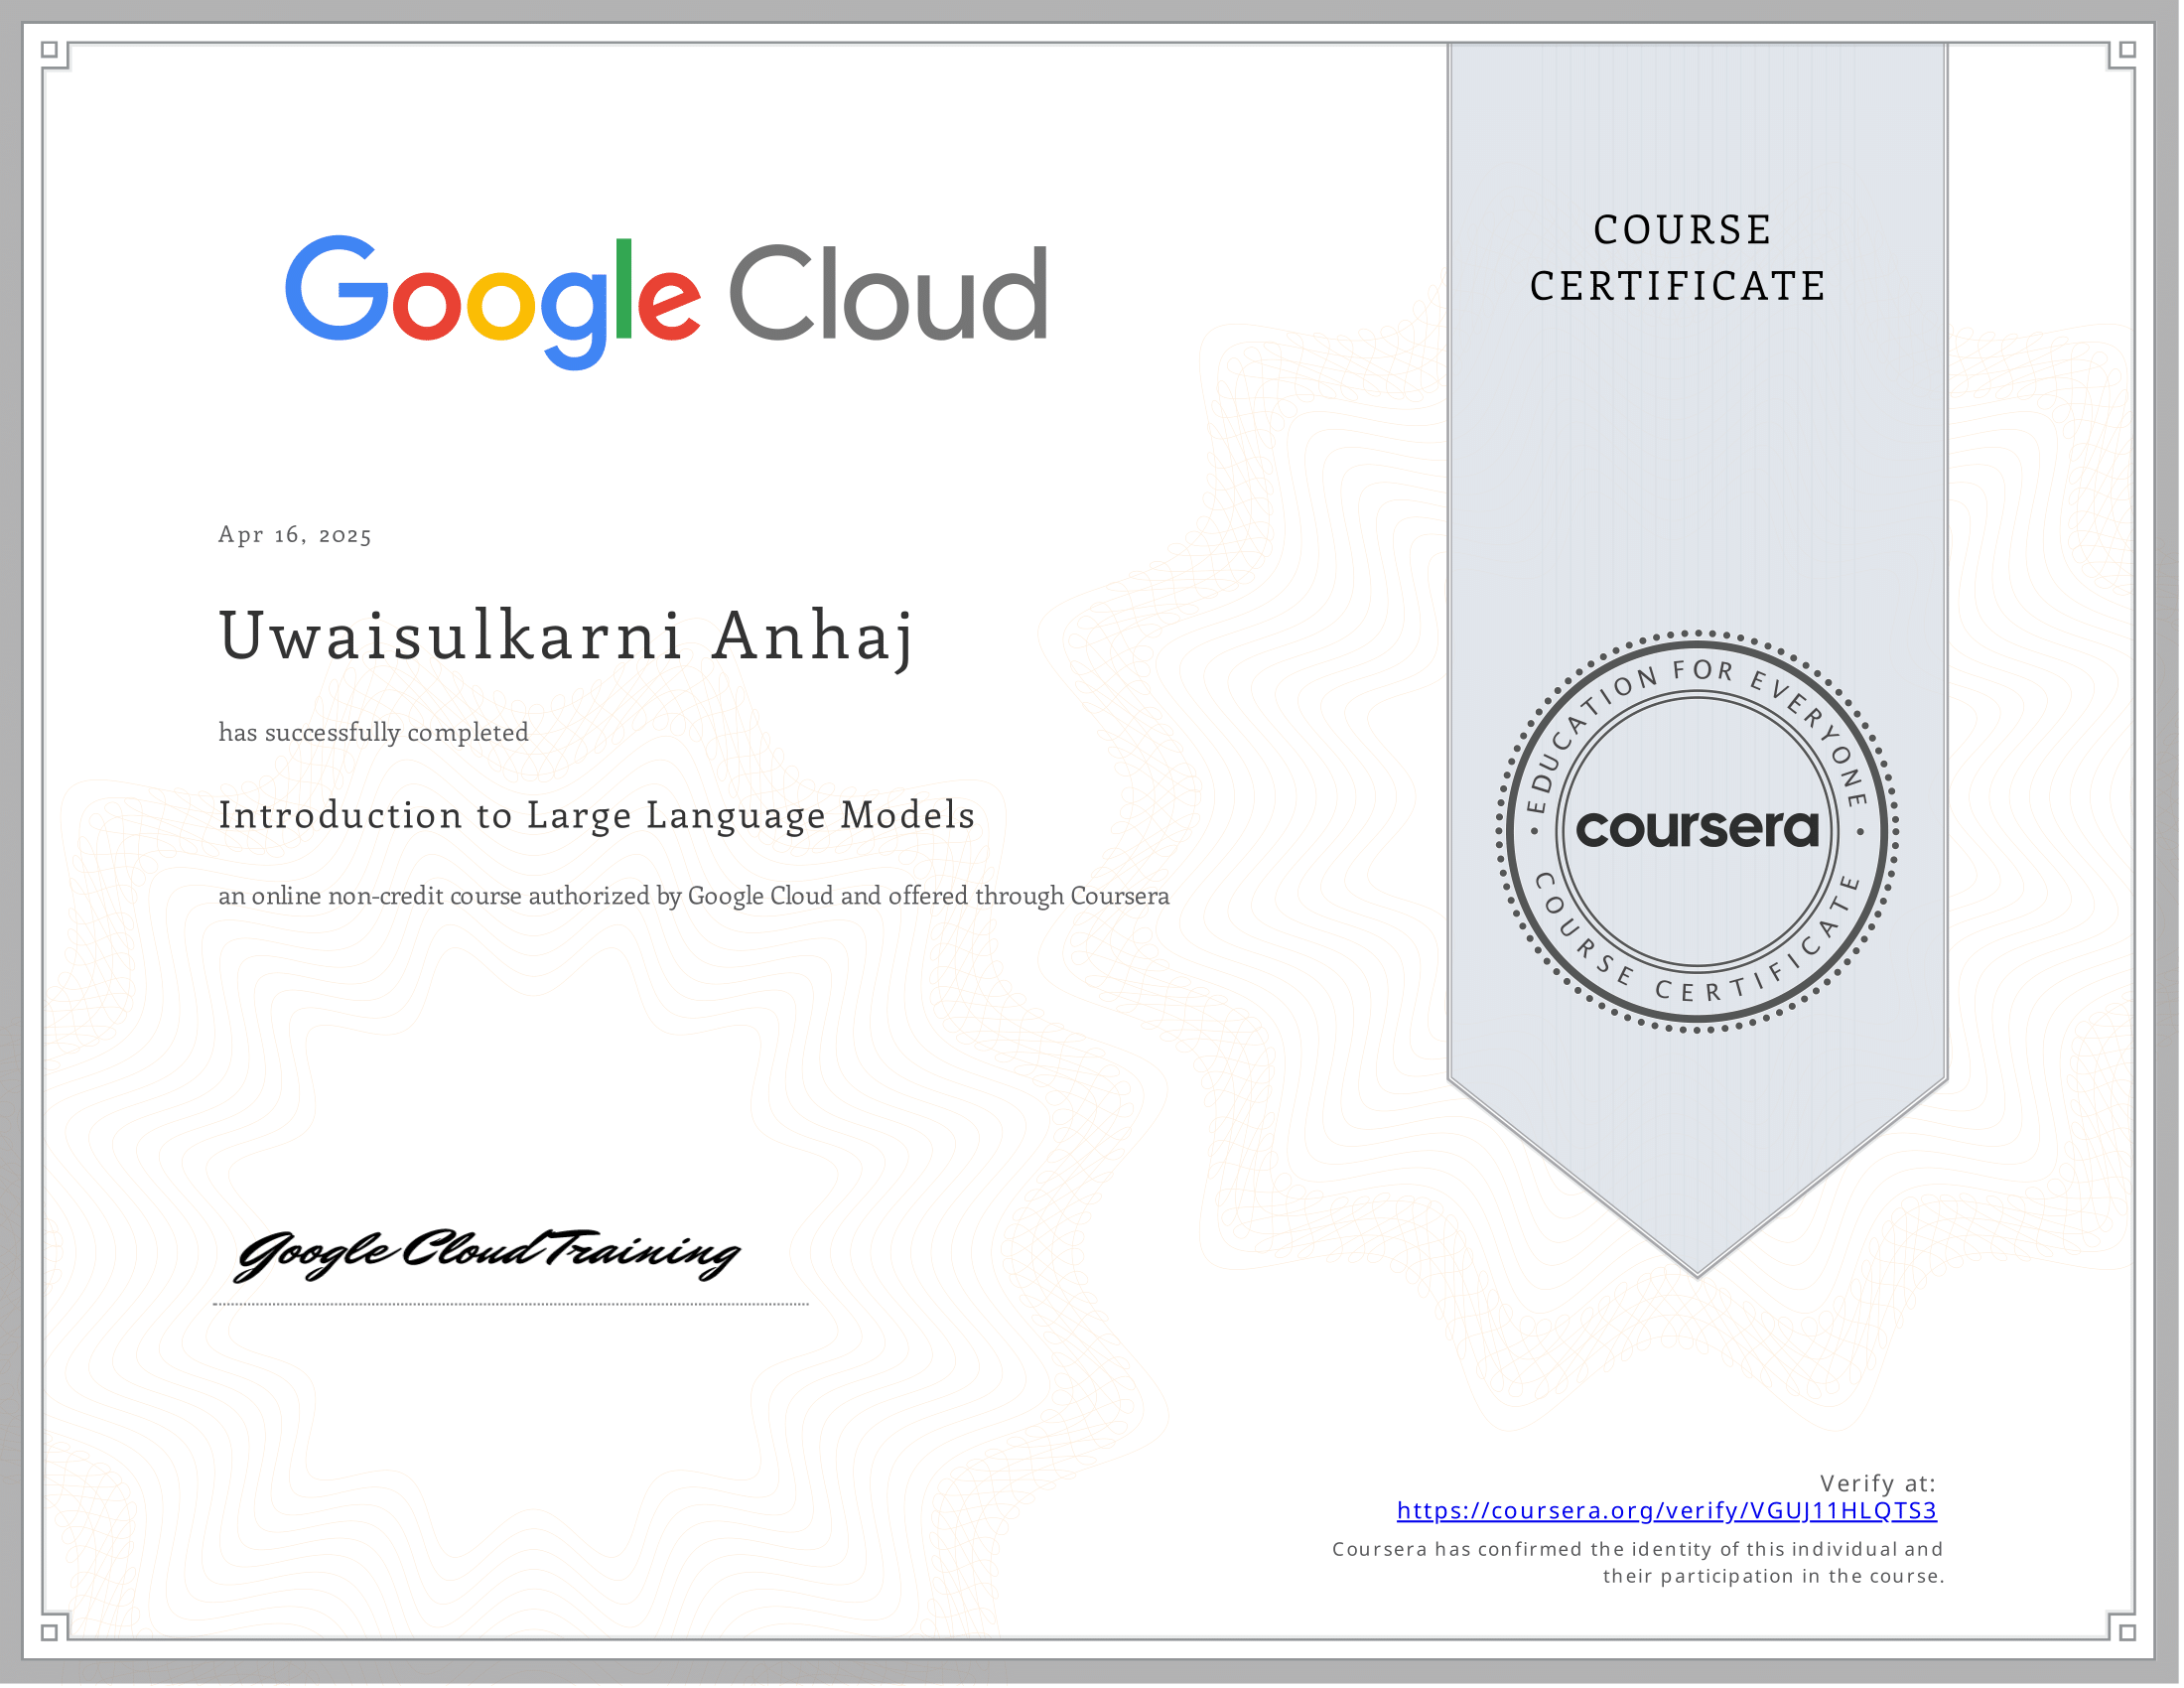 Google Cloud
COURSE
CERTIFICATE
Apr 16, 2025
Uwaisulkarni Anhaj
has successfully completed
Introduction to Large Language Models
an online non-credit course authorized by Google Cloud and offered through Coursera
EDUCATION FOR EVERYONE
coursera
COURSE CERTIFICATE
Google Cloud Training
Verify at:
https://coursera.org/verify/VGUJ11HLQTS3
Coursera has confirmed the identity of this individual and
their participation in the course.